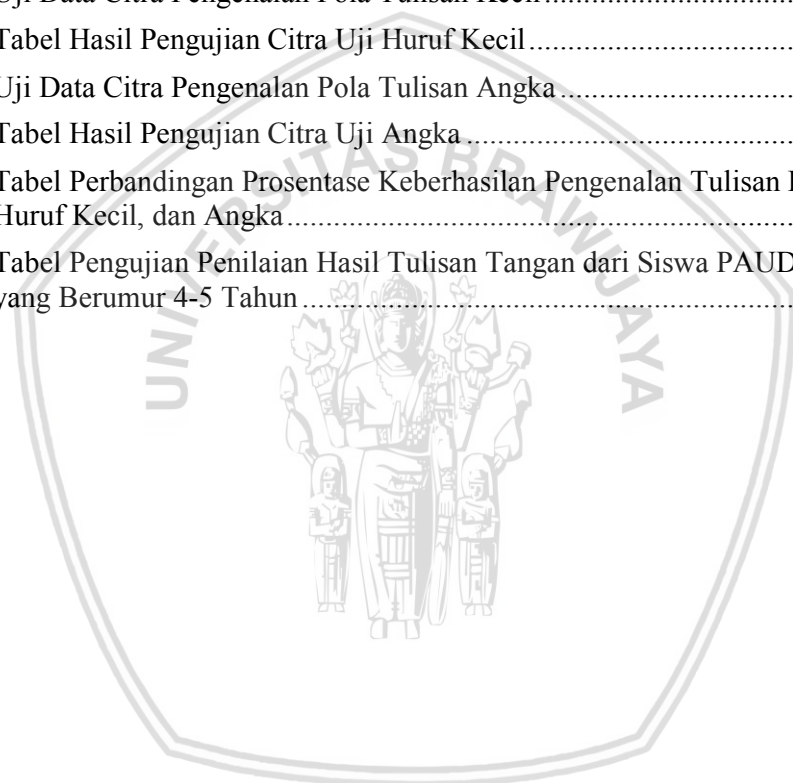 Uji Data Citra Pengenalan Pola Tulisan Kecil................................
Tabel Hasil Pengujian Citra Uji Huruf Kecil................................
Uji Data Citra Pengenalan Pola Tulisan Angka................................
Tabel Hasil Pengujian Citra Uji Angka................................
Tabel Perbandingan Prosentase Keberhasilan Pengenalan Tulisan
Huruf Kecil, dan Angka................................
Tabel Pengujian Penilaian Hasil Tulisan Tangan dari Siswa PAUD
yang Berumur 4-5 Tahun................................
UNIVERSITAS BRAWIJAYA